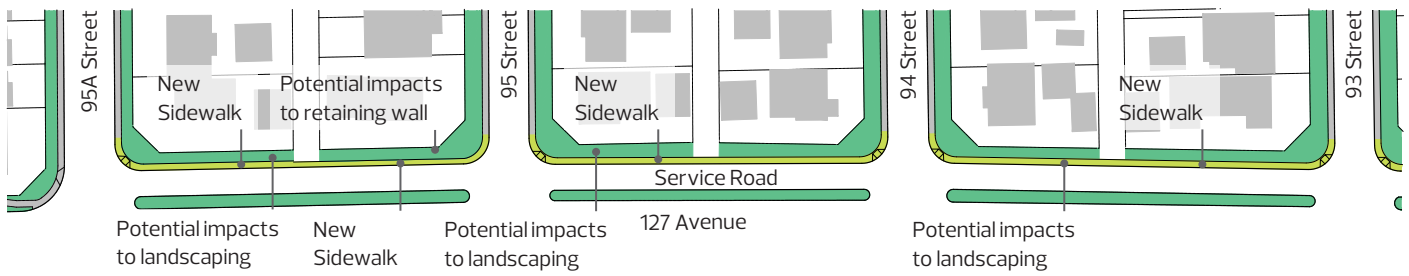 95A Street
New
Sidewalk
Potential impacts
to retaining wall
95 Street
New
Sidewalk
94 Street
New
Sidewalk
93 Street
Service Road
127 Avenue
Potential impacts
to landscaping
New
Sidewalk
Potential impacts
to landscaping
Potential impacts
to landscaping